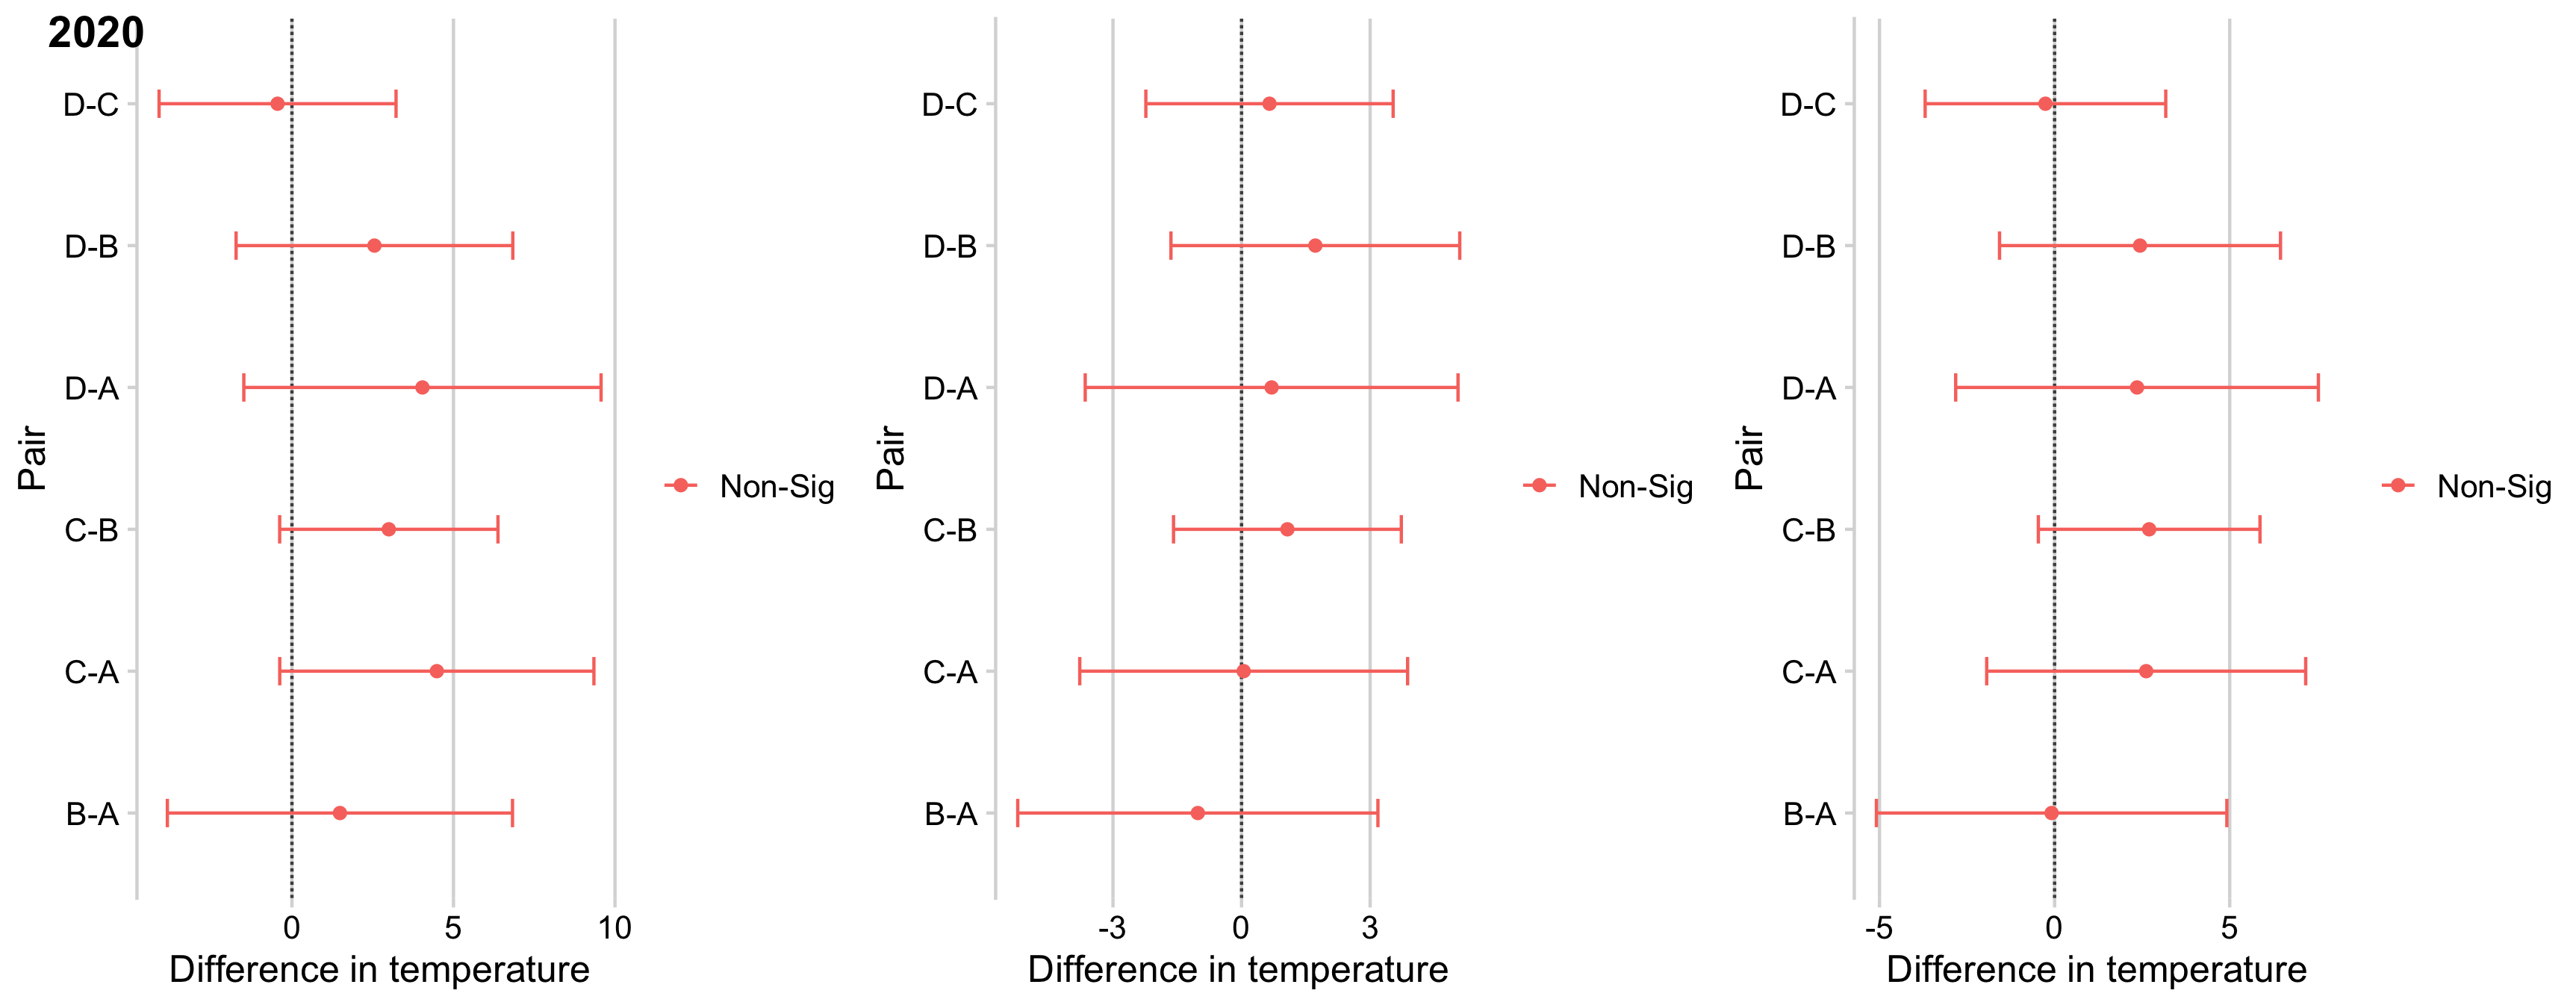 2020
D-C
D-B
D-A
C-B
C-A
B-A
Pair
0 5 10
Difference in temperature
Non-Sig
D-C
D-B
D-A
C-B
C-A
B-A
Pair
-3 0 3
Difference in temperature
Non-Sig
D-C
D-B
D-A
C-B
C-A
B-A
Pair
-5 0 5
Difference in temperature
Non-Sig